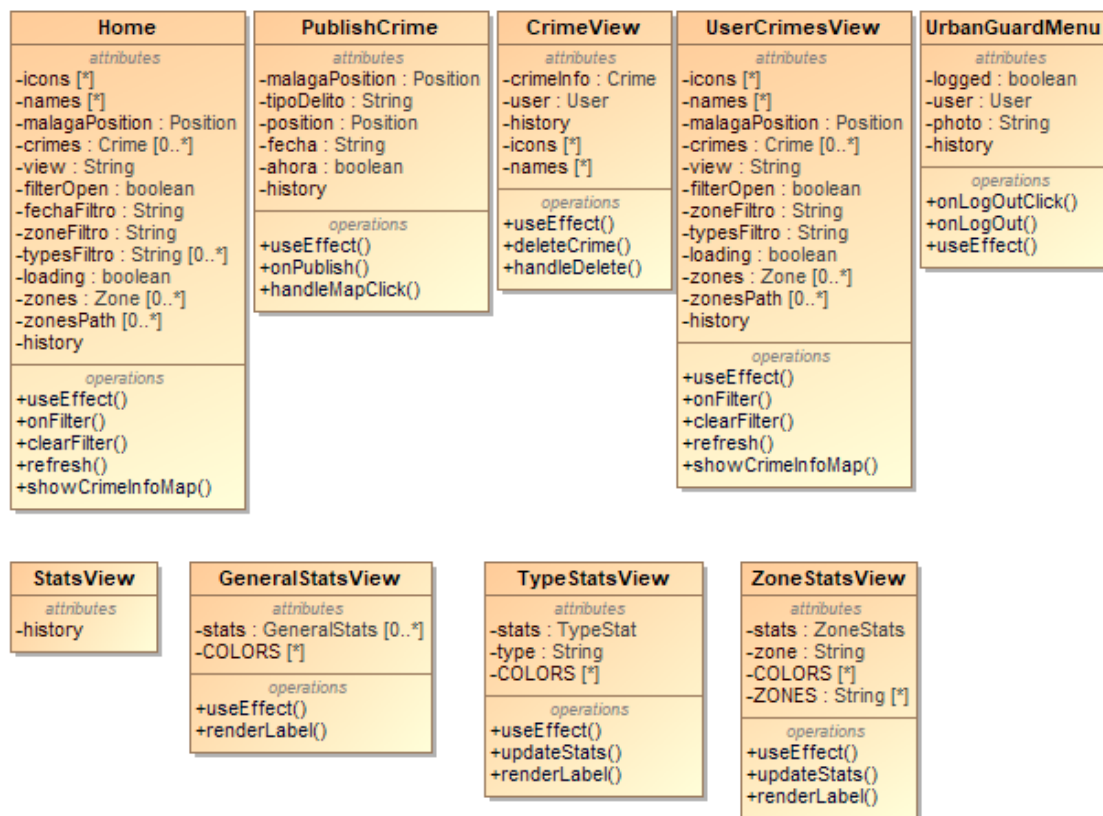 Home
attributes
-icons [*]
-names [*]
-malagaPosition : Position
-crimes : Crime [0..*]
-view : String
-filterOpen : boolean
-fechaFiltro : String
-zoneFiltro : String
-typesFiltro : String [0..*]
-loading : boolean
-zones : Zone [0..*]
-zonesPath [0..*]
-history
operations
+useEffect()
+onFilter()
+clearFilter()
+refresh()
+showCrimeInfoMap()
PublishCrime
attributes
-malagaPosition : Position
-tipoDelito : String
-position : Position
-fecha : String
-ahora : boolean
-history
operations
+useEffect()
+onPublish()
+handleMapClick()
CrimeView
attributes
-crimeInfo : Crime
-user : User
-history
-icons [*]
-names [*]
operations
+useEffect()
+deleteCrime()
+handleDelete()
UserCrimesView
attributes
-icons [*]
-names [*]
-malagaPosition : Position
-crimes : Crime [0..*]
-view : String
-filterOpen : boolean
-zoneFiltro : String
-typesFiltro : String
-loading : boolean
-zones : Zone [0..*]
-zonesPath [0..*]
-history
operations
+useEffect()
+onFilter()
+clearFilter()
+refresh()
+showCrimeInfoMap()
UrbanGuardMenu
attributes
-logged : boolean
-user : User
-photo : String
-history
operations
+onLogOutClick()
+onLogOut()
+useEffect()
StatsView
attributes
-history
GeneralStatsView
attributes
-stats : GeneralStats [0..*]
-COLORS [*]
operations
+useEffect()
+renderLabel()
TypeStatsView
attributes
-stats : TypeStat
-type : String
-COLORS [*]
operations
+useEffect()
+updateStats()
+renderLabel()
ZoneStatsView
attributes
-stats : ZoneStats
-zone : String
-COLORS [*]
-ZONES : String [*]
operations
+useEffect()
+updateStats()
+renderLabel()